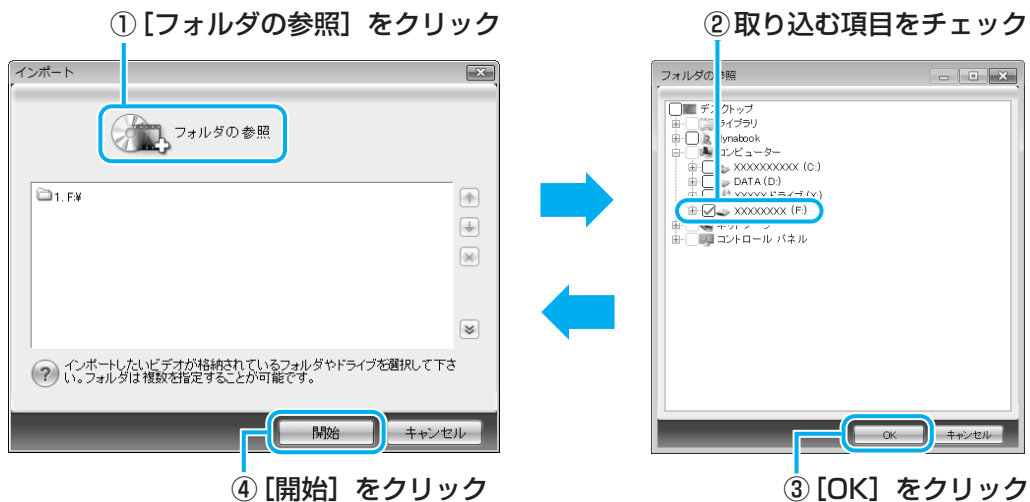 ①［フォルダの参照］をクリック
②取り込む項目をチェック
インポート
フォルダの参照
1. F:¥
インポートしたいビデオが格納されているフォルダやドライブを選択して下さ
い。フォルダは複数を指定することが可能です。
開始
キャンセル
④［開始］をクリック
フォルダの 照
デスクトップ
ライブラリ
dynabook
コンピューター
XXXXXXXXXX (C:)
DATA (D:)
XXXXXXXX (F:)
コントロール パネル
OK
キャンセル
③［OK］をクリック